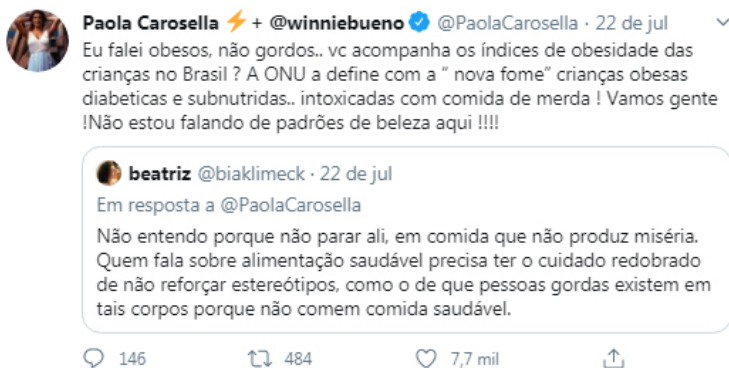 Paola Carosella ⚡+ @winniebueno @PaolaCarosella · 22 de jul
Eu falei obesos, não gordos.. vc acompanha os índices de obesidade das
crianças no Brasil ? A ONU a define com a “ nova fome” crianças obesas
diabeticas e subnutridas.. intoxicadas com comida de merda ! Vamos gente
!Não estou falando de padrões de beleza aqui !!!!
beatriz @biaklimeck · 22 de jul
Em resposta a @PaolaCarosella
Não entendo porque não parar ali, em comida que não produz miséria.
Quem fala sobre alimentação saudável precisa ter o cuidado redobrado
de não reforçar estereótipos, como o de que pessoas gordas existem em
tais corpos porque não comem comida saudável.
146 484 7,7 mil